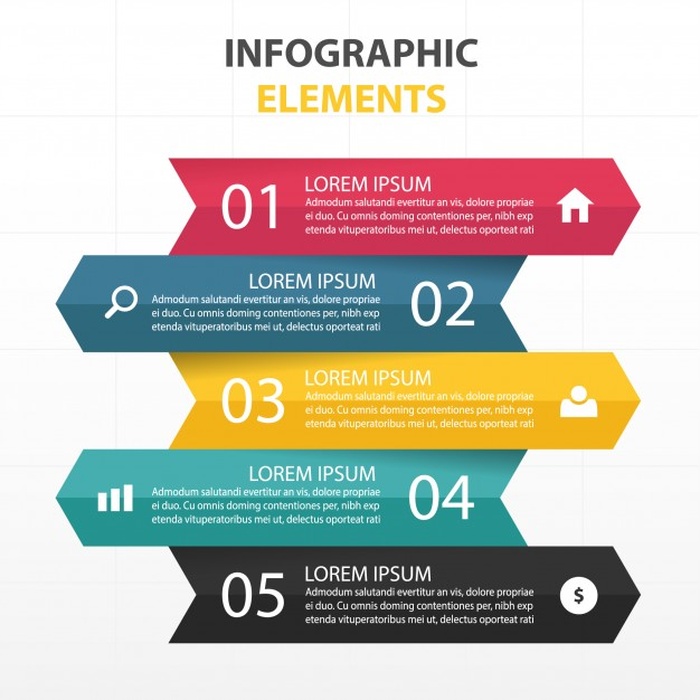 INFOGRAPHIC
ELEMENTS
01
LOREM IPSUM
Admodum salutandi evertitur an vis, dolore propriae
ei duo. Cu omnis doming contentiones per, nibh exp
etenda vituperatoribus mei ut, delectus oporteat rati
LOREM IPSUM
Admodum salutandi evertitur an vis, dolore propriae
ei duo. Cu omnis doming contentiones per, nibh exp
etenda vituperatoribus mei ut, delectus oporteat rati
02
03
LOREM IPSUM
Admodum salutandi evertitur an vis, dolore propriae
ei duo. Cu omnis doming contentiones per, nibh exp
etenda vituperatoribus mei ut, delectus oporteat rati
LOREM IPSUM
Admodum salutandi evertitur an vis, dolore propriae
ei duo. Cu omnis doming contentiones per, nibh exp
etenda vituperatoribus mei ut, delectus oporteat rati
04
05
LOREM IPSUM
Admodum salutandi evertitur an vis, dolore propriae
ei duo. Cu omnis doming contentiones per, nibh exp
etenda vituperatoribus mei ut, delectus oporteat rati
$